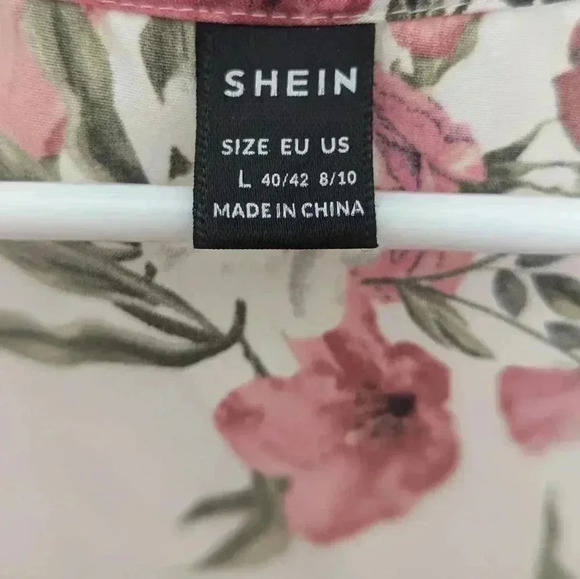 SHEIN
SIZE EU US
L 40/42 8/10
MADE IN CHINA